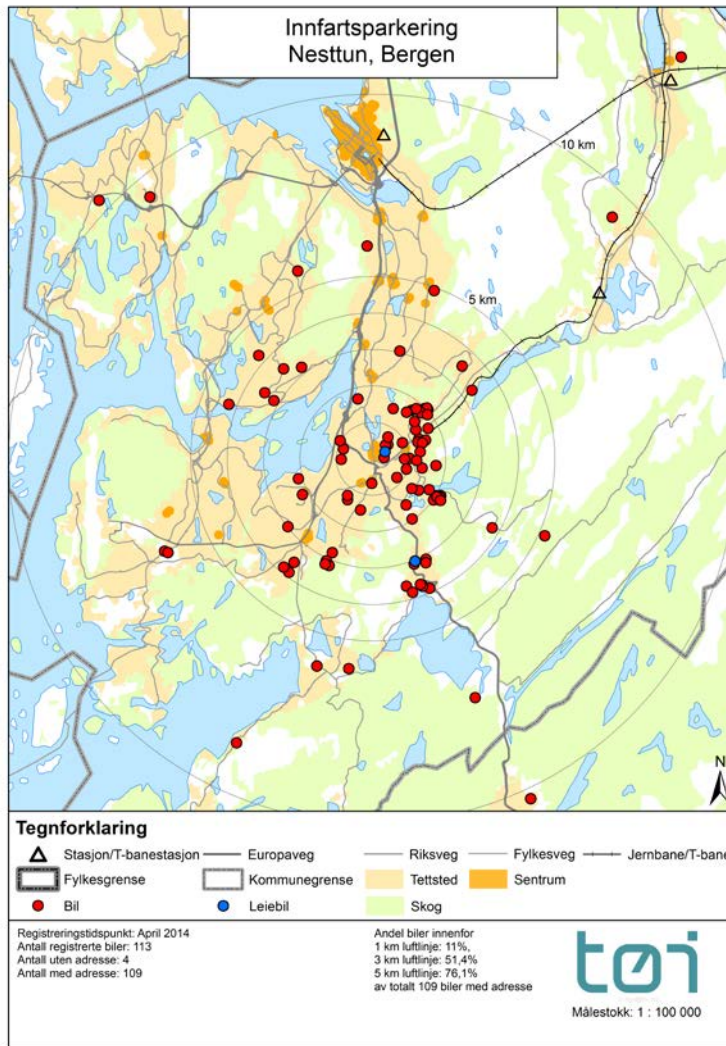 Innfartsparkering
Nesttun, Bergen
10 km
5 km
N
Tegnforklaring
Stasjon/T-banestasjon
Europaveg
Riksveg
Fylkesveg
Jernbane/T-bane
Fylkesgrense
Kommunegrense
Tettsted
Sentrum
Bil
Leiebil
Skog
Registreringstidspunkt: April 2014
Antall registrerte biler: 113
Antall uten adresse: 4
Antall med adresse: 109
Andel biler innenfor
1 km luftlinje: 11%,
3 km luftlinje: 51,4%
5 km luftlinje: 76,1%
av totalt 109 biler med adresse
tøi
Målestokk: 1 : 100 000